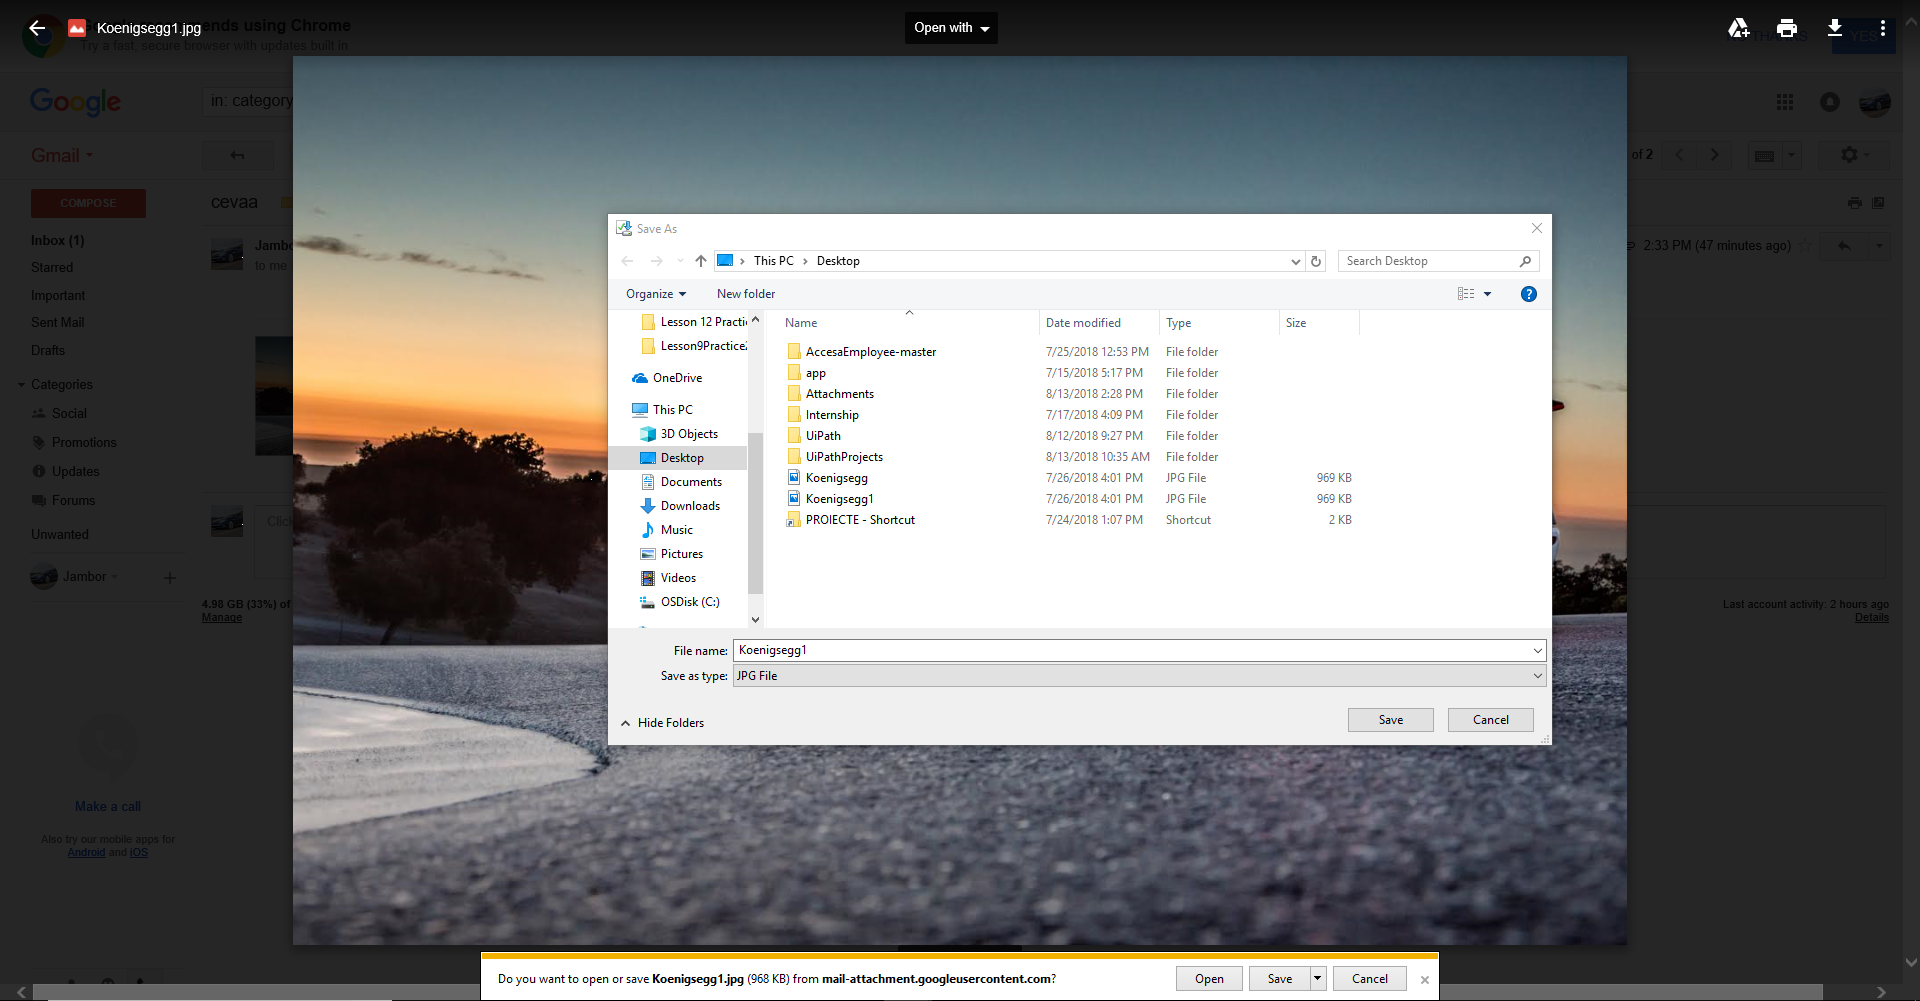 Koenigsegg1.jpg
ends using Chrome
Try a fast, secure browser with updates built in
Open with
YES
Google
in: category
Gmail
of 2
COMPOSE
cevaa
Inbox (1)
Starred
Important
Sent Mail
Drafts
Categories
Social
Promotions
Updates
Forums
Unwanted
Jambor
4.98 GB (33%) of
Manage
Make a call
Also try our mobile apps for
Android and iOS
Jambo
to me
2:33 PM (47 minutes ago)
Click
Last account activity: 2 hours ago
Details
Save As
This PC
Desktop
Search Desktop
Organize
New folder
?
Lesson 12 Practi
Lesson9Practice
OneDrive
This PC
3D Objects
Desktop
Documents
Downloads
Music
Pictures
Videos
OSDisk (C:)
Name Date modified Type Size
AccesaEmployee-master 7/25/2018 12:53 PM File folder
app 7/15/2018 5:17 PM File folder
Attachments 8/13/2018 2:28 PM File folder
Internship 7/17/2018 4:09 PM File folder
UiPath 8/12/2018 9:27 PM File folder
UiPathProjects 8/13/2018 10:35 AM File folder
Koenigsegg 7/26/2018 4:01 PM JPG File 969 KB
Koenigsegg1 7/26/2018 4:01 PM JPG File 969 KB
PROIECTE - Shortcut 7/24/2018 1:07 PM Shortcut 2 KB
File name: Koenigsegg1
Save as type: JPG File
Hide Folders
Save
Cancel
Do you want to open or save Koenigsegg1.jpg (968 KB) from mail-attachment.googleusercontent.com?
Open
Save
Cancel